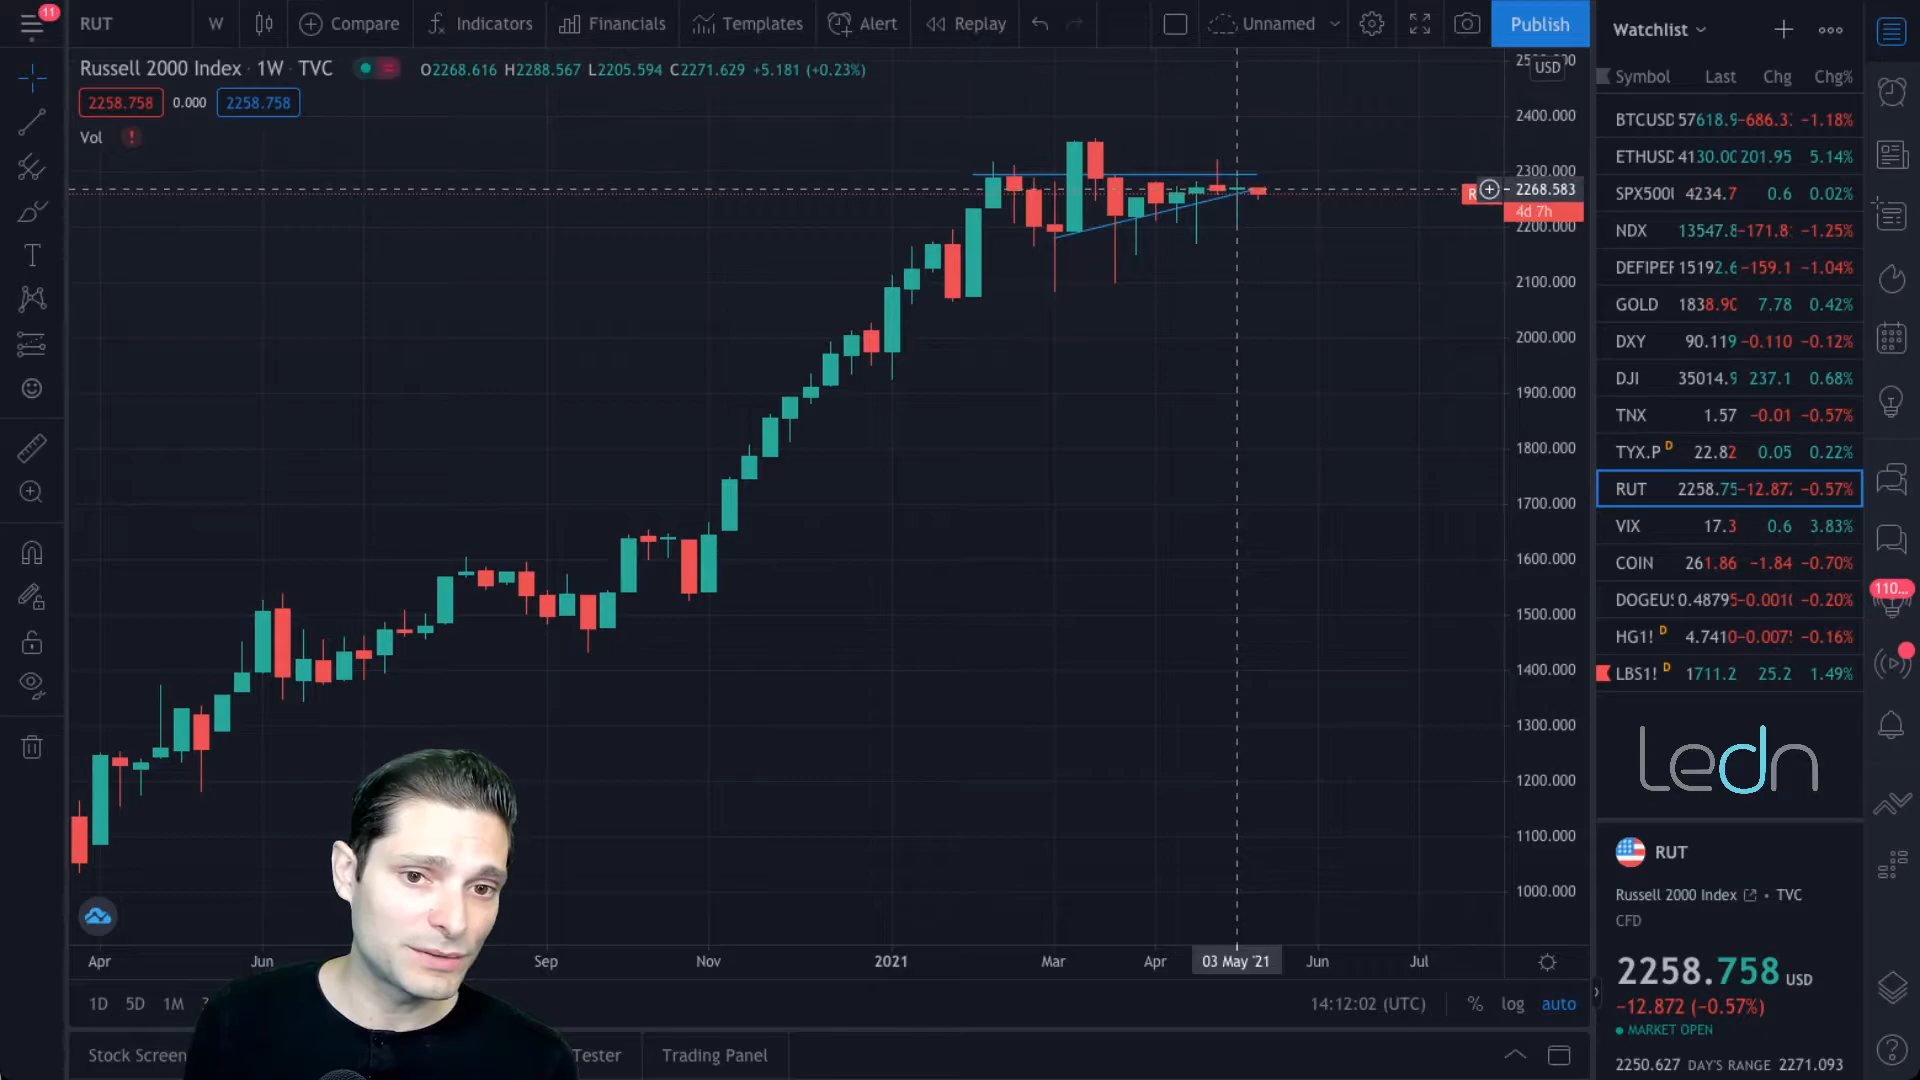 11
RUT
W
Compare
Indicators
Financials
Templates
Alert
Replay
Unnamed
Publish
Russell 2000 Index · 1W · TVC
O2268.616 H2288.567 L2205.594 C2271.629 +5.181 (+0.23%)
2258.758 0.000 2258.758
Vol !
USD
2400.000
2300.000
2268.583
4d 7h
2200.000
2100.000
2000.000
1900.000
1800.000
1700.000
1600.000
1500.000
1400.000
1300.000
1200.000
1100.000
1000.000
Apr Jun Sep Nov 2021 Mar Apr 03 May '21 Jun Jul
1D 5D 1M
14:12:02 (UTC) % log auto
Stock Screen
Tester
Trading Panel
Watchlist
Symbol Last Chg Chg%
BTCUSD 57618.9 −686.3 −1.18%
ETHUSD 4130.00 201.95 5.14%
SPX500 4234.7 0.6 0.02%
NDX 13547.8 −171.8 −1.25%
DEFIPER 15192.6 −159.1 −1.04%
GOLD 1838.90 7.78 0.42%
DXY 90.119 −0.110 −0.12%
DJI 35014.9 237.1 0.68%
TNX 1.57 −0.01 −0.57%
TYX.P D 22.82 0.05 0.22%
RUT 2258.75 −12.87 −0.57%
VIX 17.3 0.6 3.83%
COIN 261.86 −1.84 −0.70%
DOGEUS 0.48795 −0.001 −0.20%
HG1! D 4.7410 −0.007 −0.16%
LBS1! D 1711.2 25.2 1.49%
110...
ledn
RUT
Russell 2000 Index · TVC
CFD
2258.758 USD
−12.872 (−0.57%)
MARKET OPEN
2250.627 DAY'S RANGE 2271.093